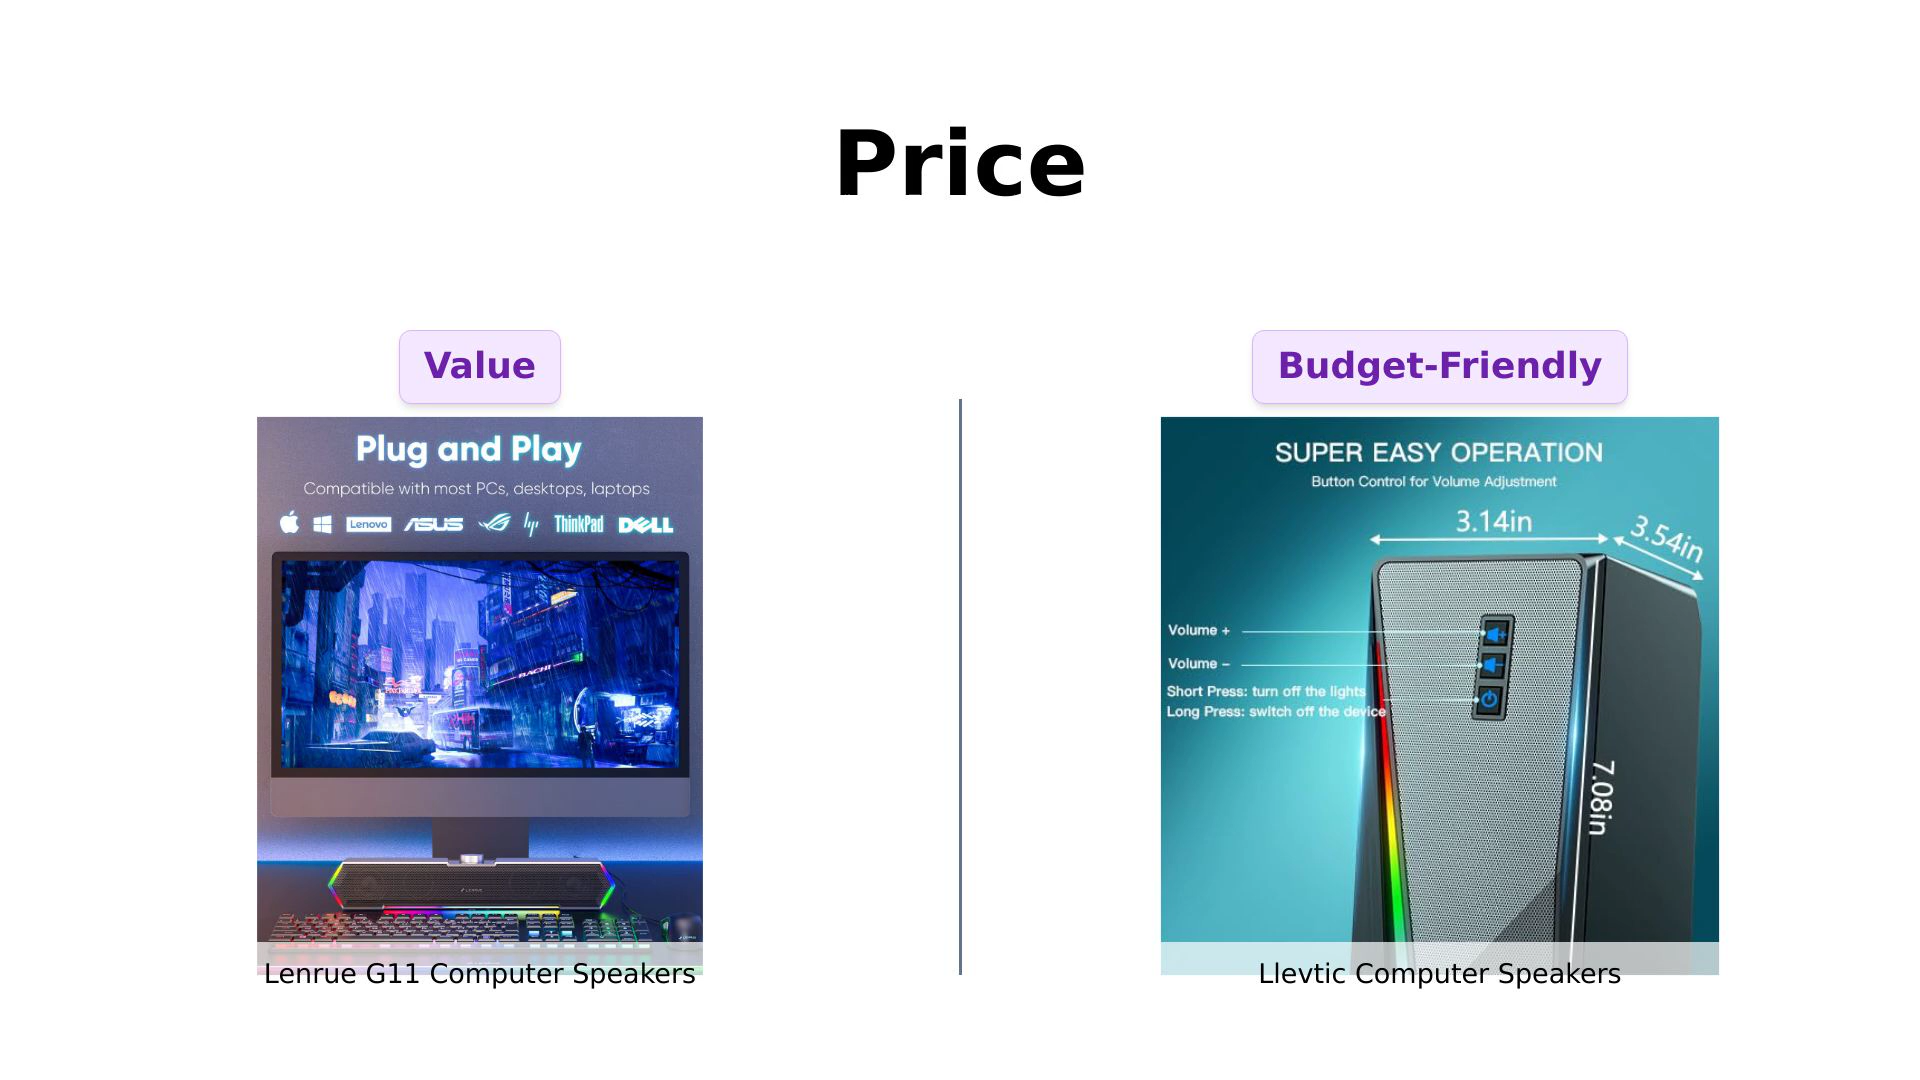 Price
Value
Plug and Play
Compatible with most PCs, desktops, laptops
Lenovo ASUS hp ThinkPad DELL
Lenrue G11 Computer Speakers
Budget-Friendly
SUPER EASY OPERATION
Button Control for Volume Adjustment
3.14in
3.54in
Volume +
Volume –
Short Press: turn off the lights
Long Press: switch off the device
7.08in
Llevtic Computer Speakers